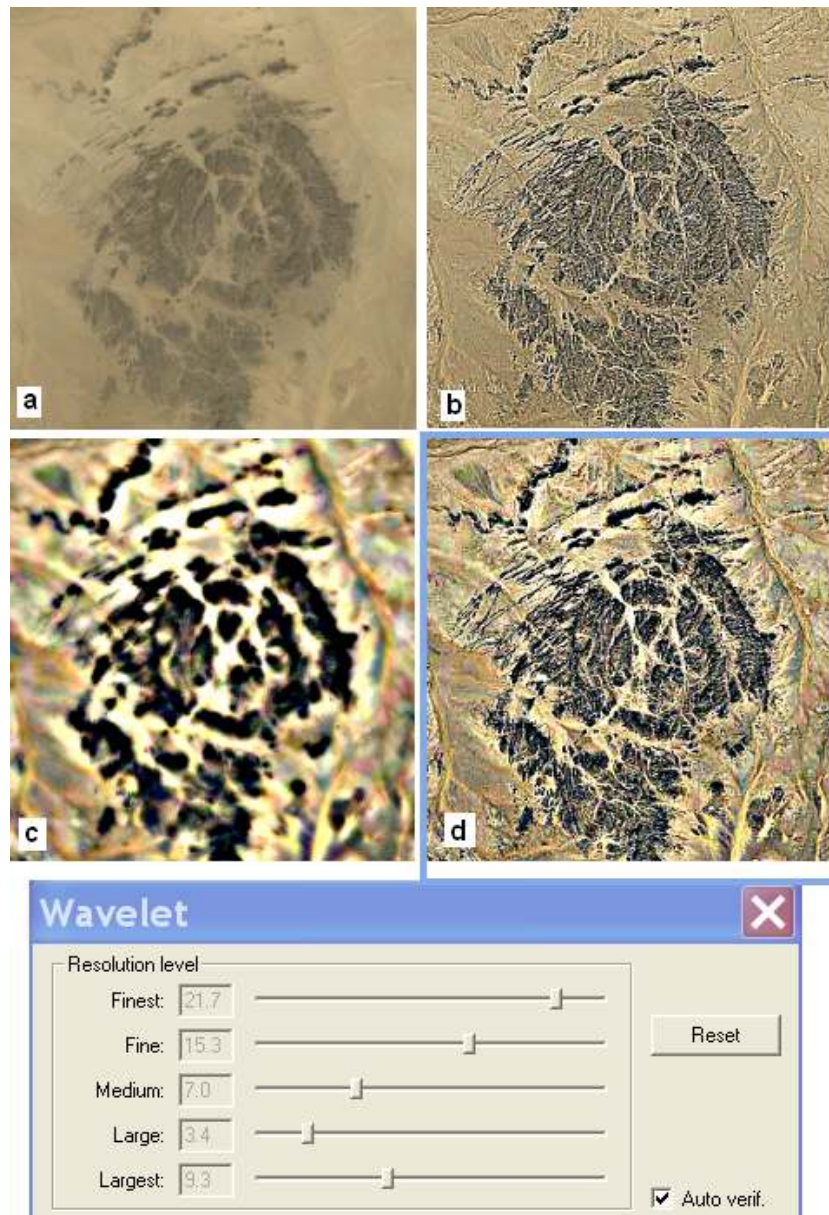 a
b
c
d
Wavelet
Resolution level
Finest: 21.7
Fine: 15.3
Reset
Medium: 7.0
Large: 3.4
Largest: 9.3
Auto verif.